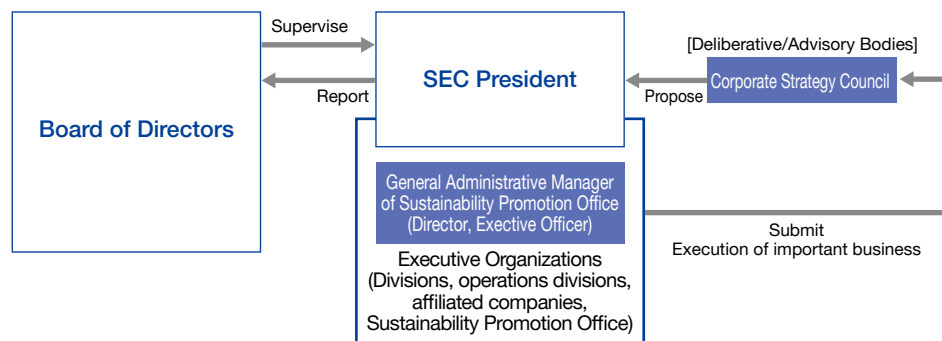 Supervise
Board of Directors
Report
SEC President
[Deliberative/Advisory Bodies]
Corporate Strategy Council
Propose
General Administrative Manager
of Sustainability Promotion Office
(Director, Exective Officer)
Executive Organizations
(Divisions, operations divisions,
affiliated companies,
Sustainability Promotion Office)
Submit
Execution of important business